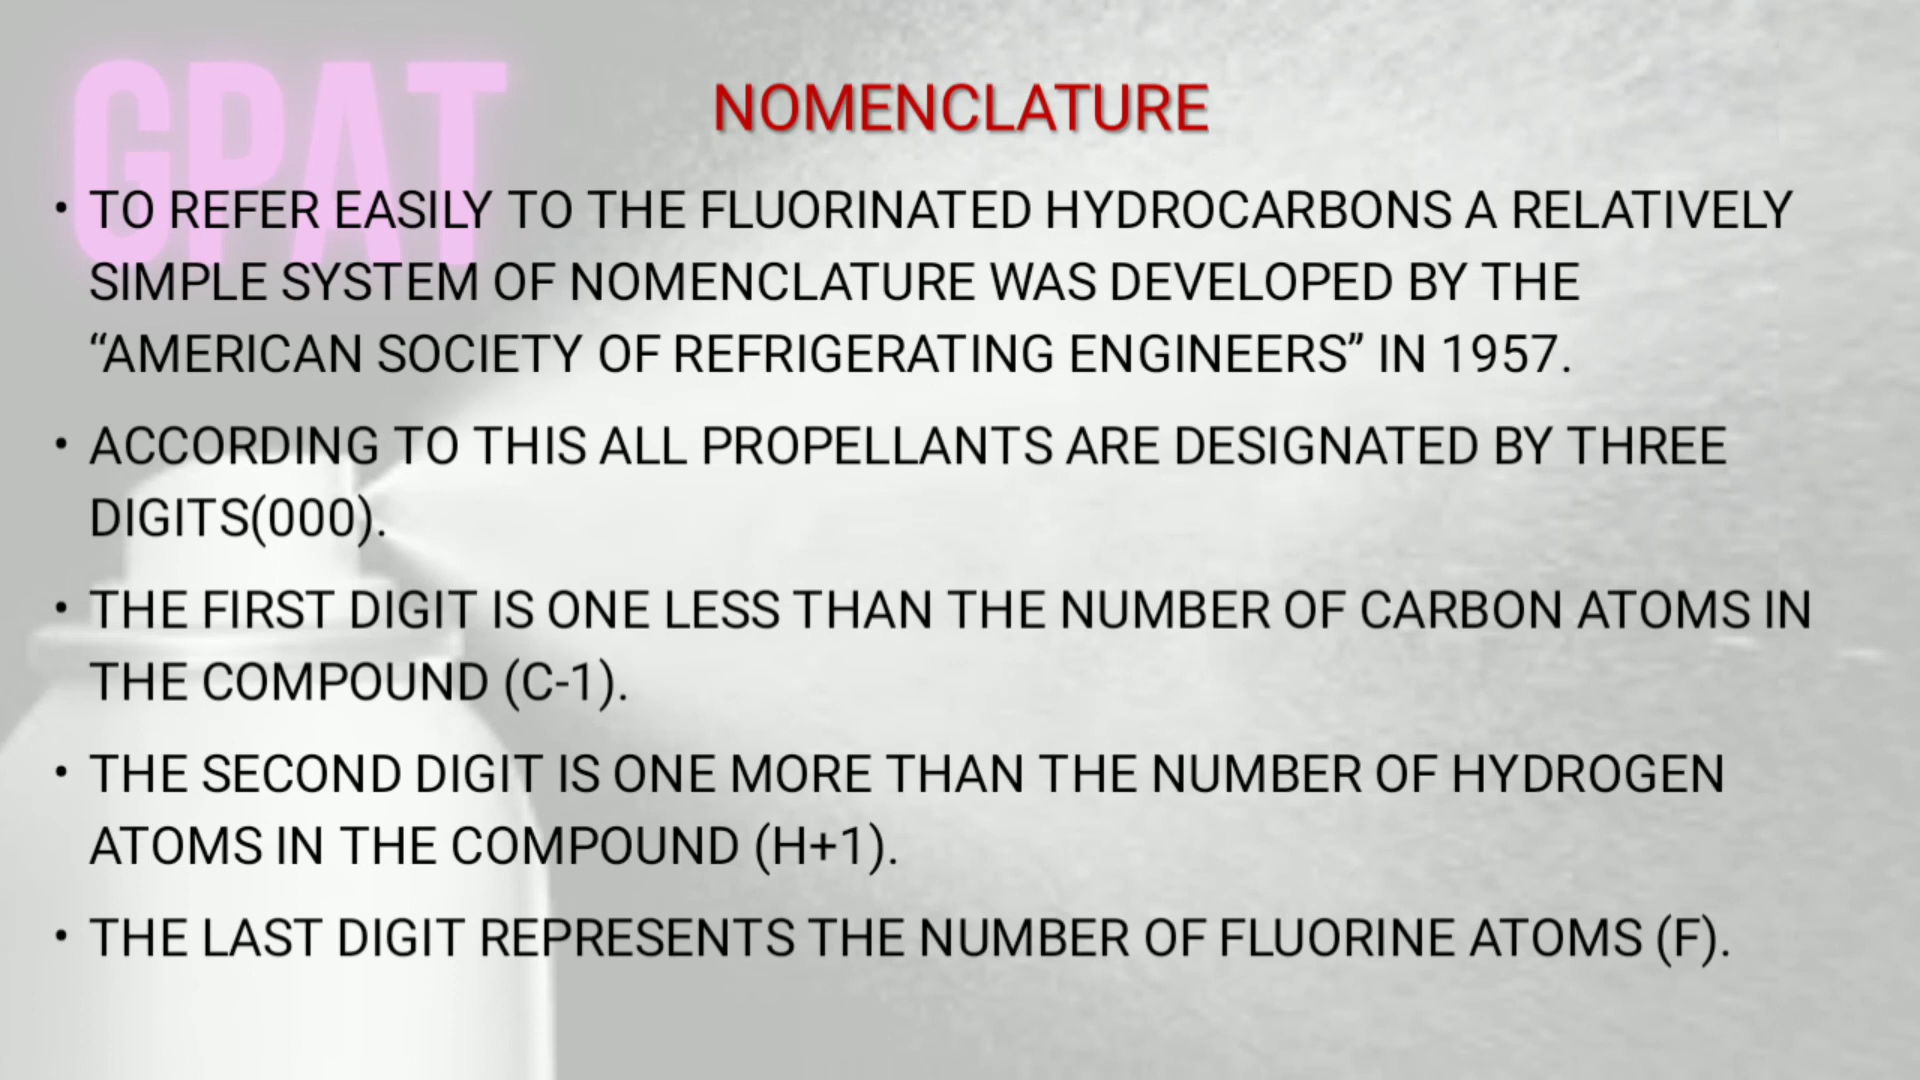 GPAT
NOMENCLATURE
• TO REFER EASILY TO THE FLUORINATED HYDROCARBONS A RELATIVELY
SIMPLE SYSTEM OF NOMENCLATURE WAS DEVELOPED BY THE
“AMERICAN SOCIETY OF REFRIGERATING ENGINEERS” IN 1957.
• ACCORDING TO THIS ALL PROPELLANTS ARE DESIGNATED BY THREE
DIGITS(000).
• THE FIRST DIGIT IS ONE LESS THAN THE NUMBER OF CARBON ATOMS IN
THE COMPOUND (C-1).
• THE SECOND DIGIT IS ONE MORE THAN THE NUMBER OF HYDROGEN
ATOMS IN THE COMPOUND (H+1).
• THE LAST DIGIT REPRESENTS THE NUMBER OF FLUORINE ATOMS (F).